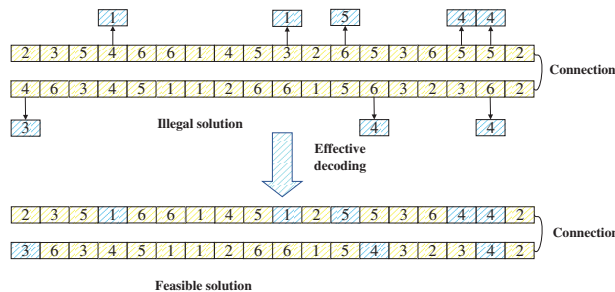 1 1 5 4 4
2 3 5 4 6 6 1 4 5 3 2 6 5 3 6 5 5 2
Connection
4 6 3 4 5 1 1 2 6 6 1 5 6 3 2 3 6 2
3 Illegal solution 4 4
Effective
decoding
2 3 5 1 6 6 1 4 5 1 2 5 5 3 6 4 4 2
Connection
3 6 3 4 5 1 1 2 6 6 1 5 4 3 2 3 4 2
Feasible solution